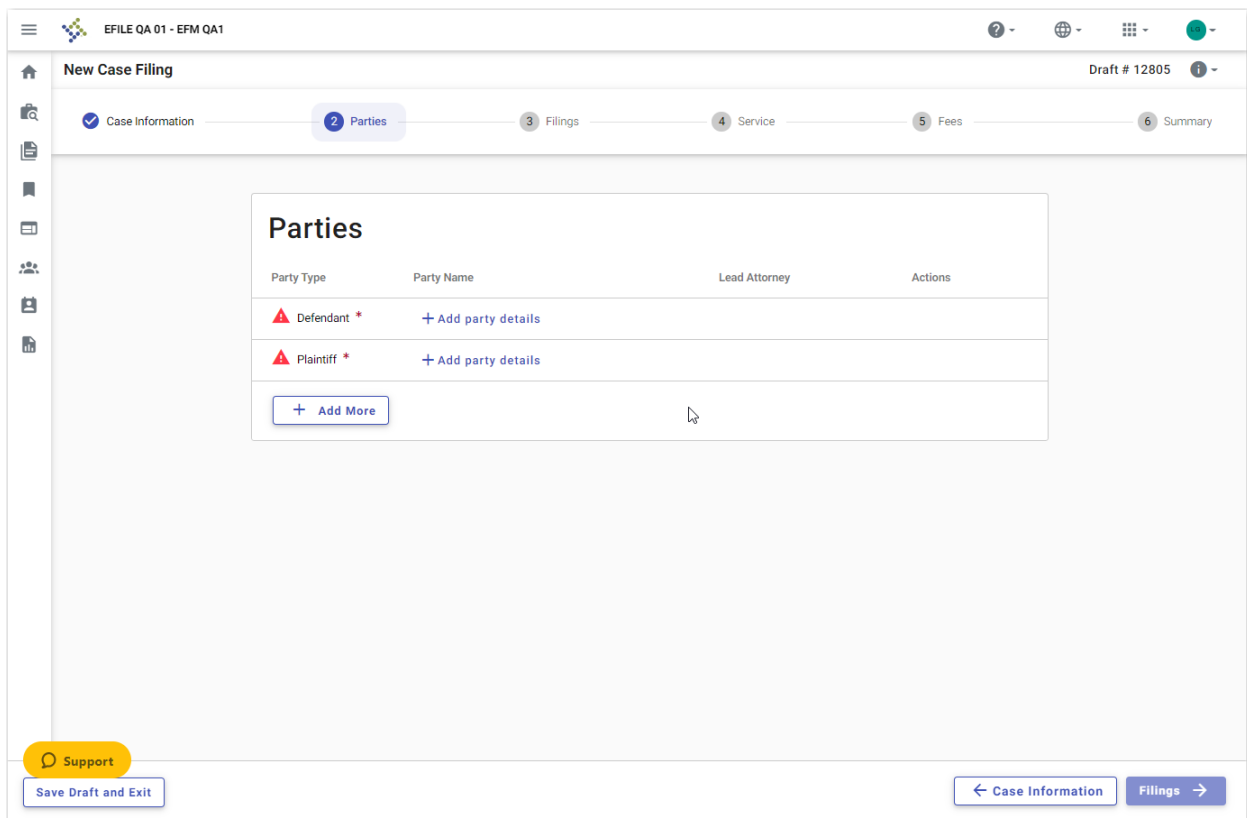 EFILE QA 01 - EFM QA1
New Case Filing
Draft # 12805
Case Information
2 Parties
3 Filings
4 Service
5 Fees
6 Summary
Parties
Party Type Party Name Lead Attorney Actions
Defendant * + Add party details
Plaintiff * + Add party details
+ Add More
Support
Save Draft and Exit
← Case Information
Filings →